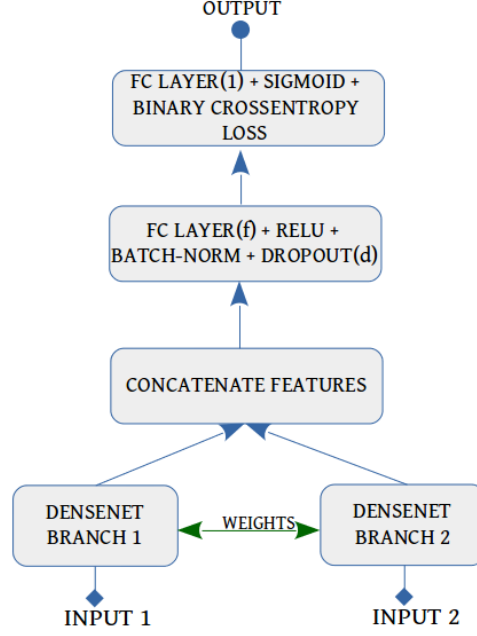 OUTPUT
FC LAYER(1) + SIGMOID +
BINARY CROSSENTROPY
LOSS
FC LAYER(f) + RELU +
BATCH-NORM + DROPOUT(d)
CONCATENATE FEATURES
DENSENET
BRANCH 1
WEIGHTS
DENSENET
BRANCH 2
INPUT 1
INPUT 2